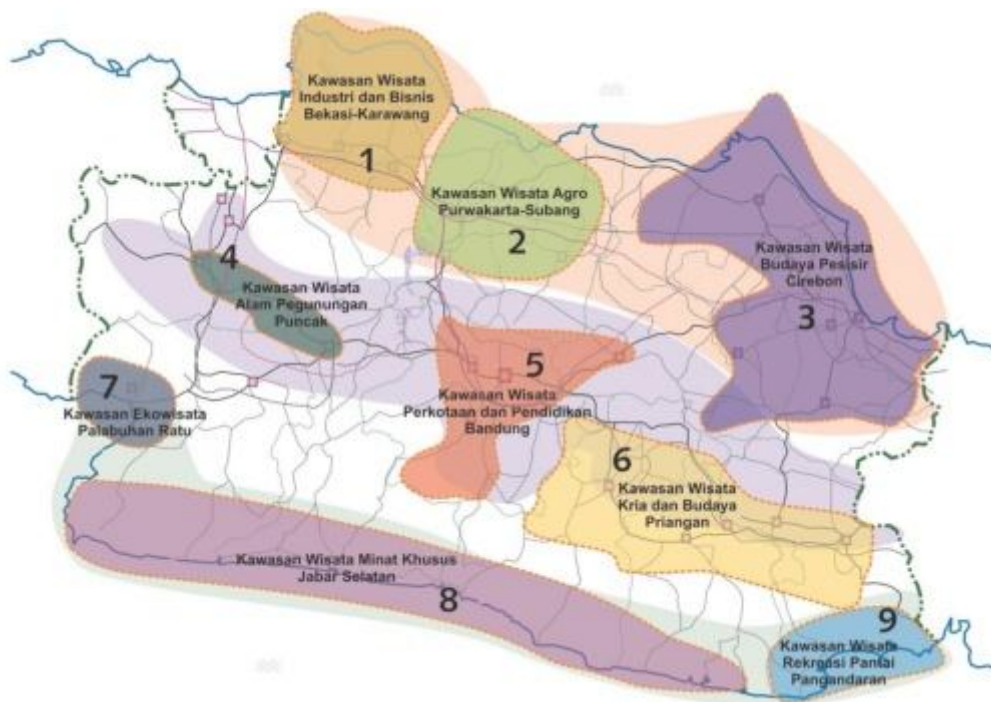 Kawasan Wisata
Industri dan Bisnis
Bekasi-Karawang
1
Kawasan Wisata Agro
Purwakarta-Subang
2
Kawasan Wisata
Budaya Pesisir
Cirebon
3
4
Kawasan Wisata
Alam Pegunungan
Puncak
5
Kawasan Wisata
Perkotaan dan Pendidikan
Bandung
6
Kawasan Wisata
Kria dan Budaya
Priangan
7
Kawasan Ekowisata
Palabuhan Ratu
Kawasan Wisata Minat Khusus
Jabar Selatan
8
9
Kawasan Wisata
Rekreasi Pantai
Pangandaran